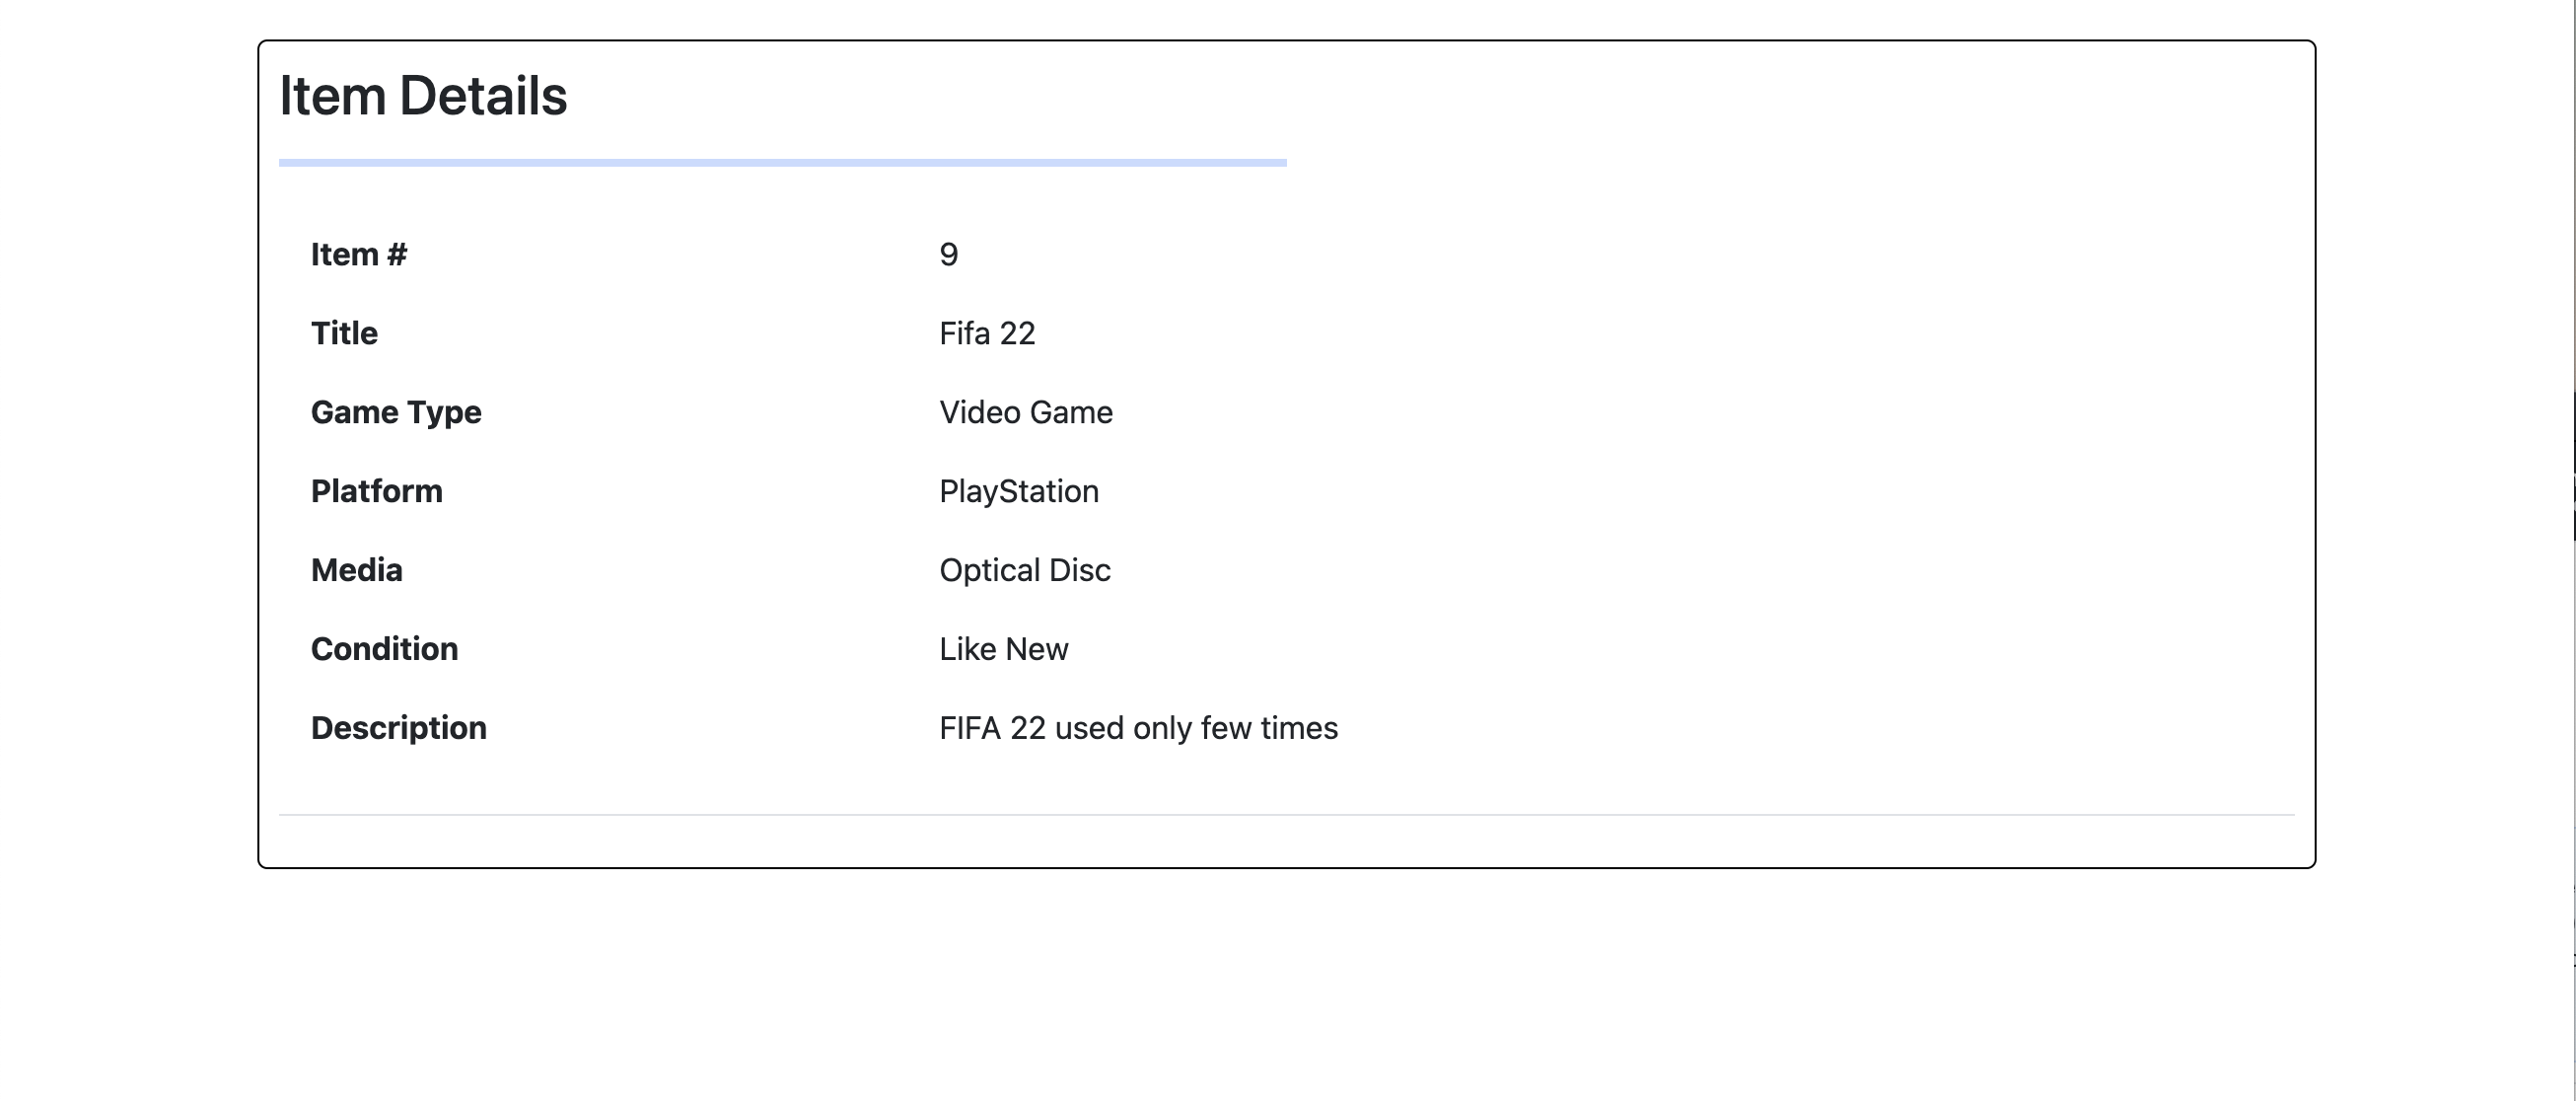 Item Details
Item # 9
Title Fifa 22
Game Type Video Game
Platform PlayStation
Media Optical Disc
Condition Like New
Description FIFA 22 used only few times